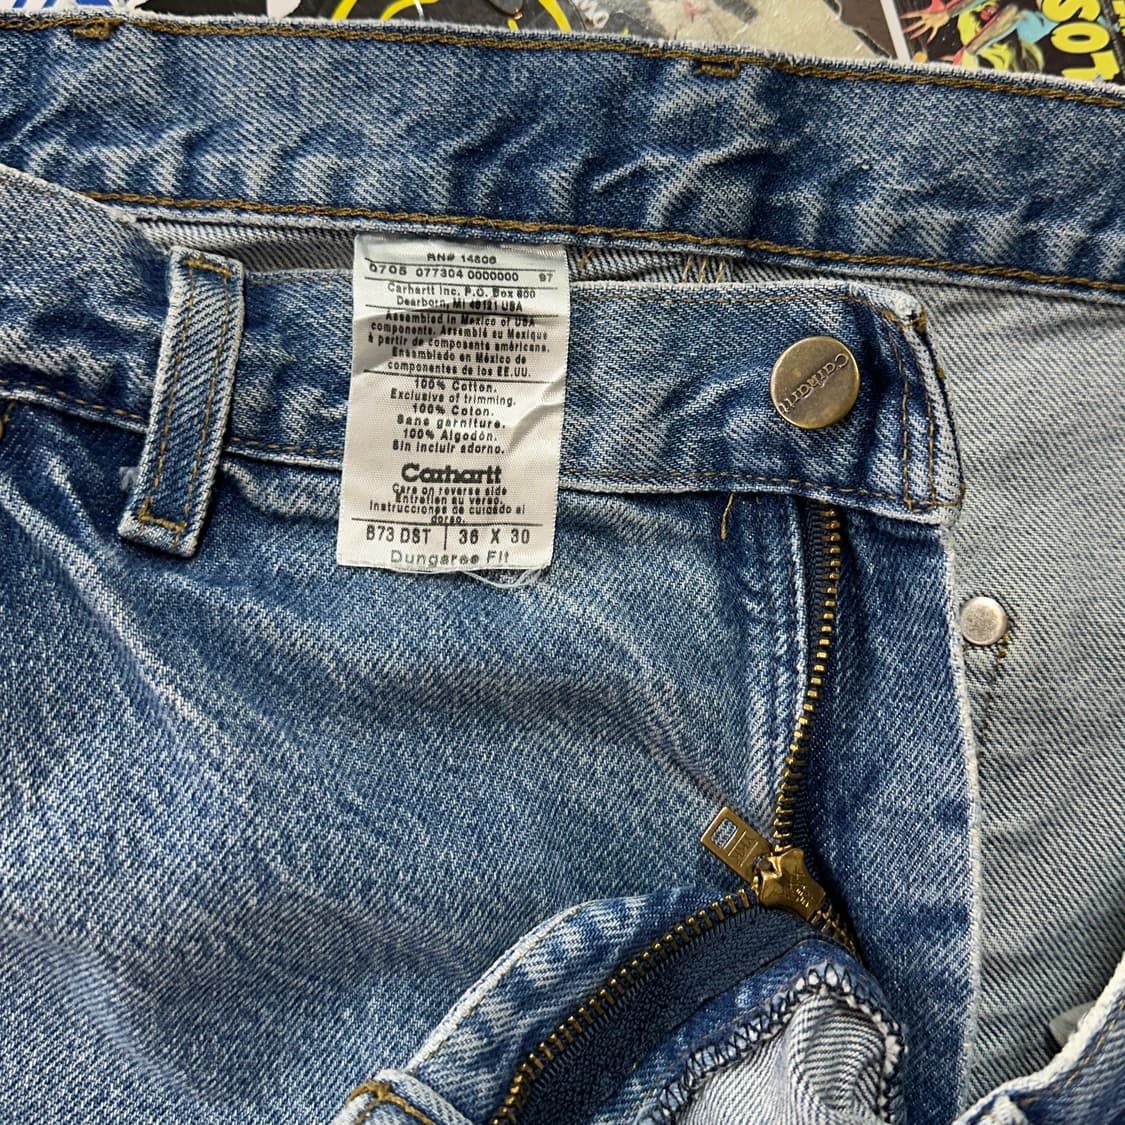 LOS
RN# 14806
0705 077304 0000000 97
Carhartt Inc. P.O. Box 600
Dearborn, MI 48121 USA
Assembled in Mexico of USA
components. Assemblé au Mexique
à partir de composants américans.
Ensamblado en México de
componentes de los EE.UU.
100% Cotton.
Exclusive of trimming.
100% Coton.
Sans garniture.
100% Algodón.
Sin incluir adorno.
Carhartt
Care on reverse side
Entretien au verso.
Instrucciones de cuidado al
dorso.
B73 DST | 36 X 30
Dungaree Fit
Carhartt
YKK